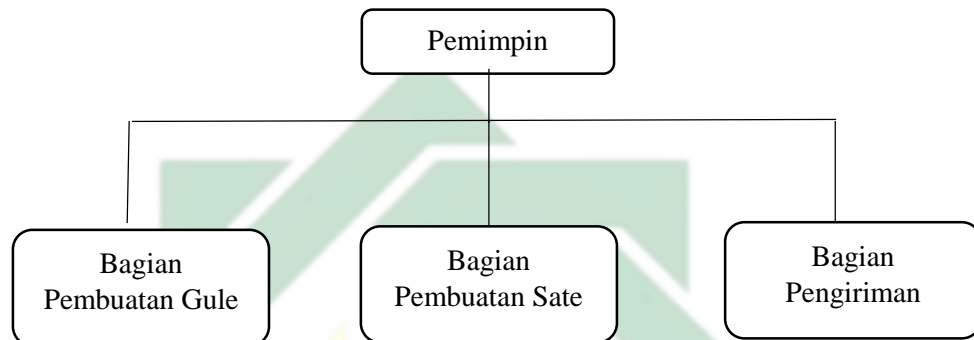 Pemimpin
Bagian
Pembuatan Gule
Bagian
Pembuatan Sate
Bagian
Pengiriman